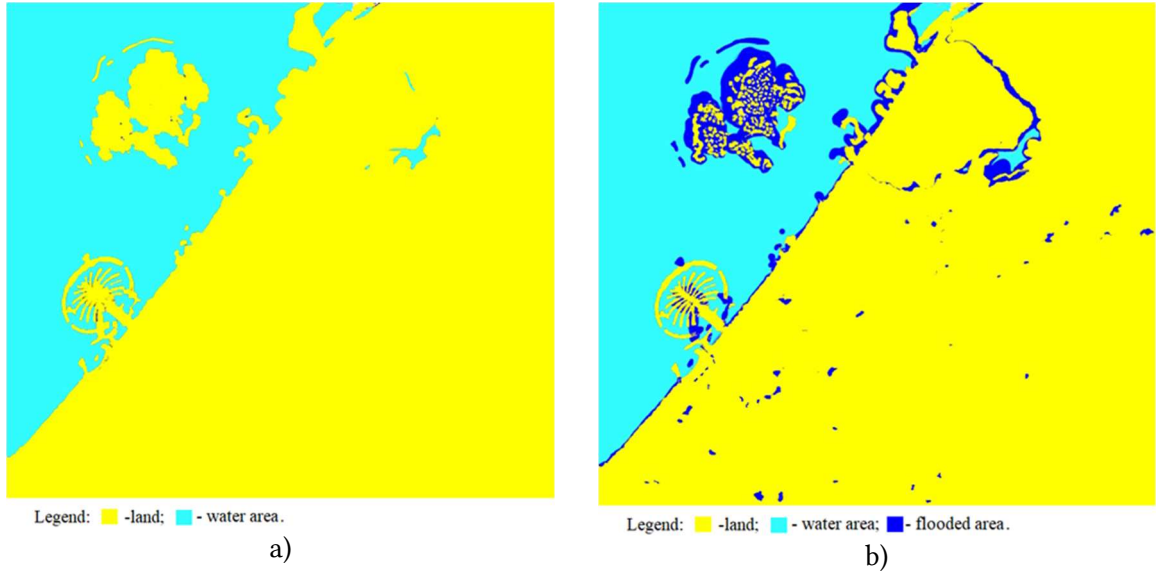 Legend: -land; - water area.
a)
Legend: -land; - water area; - flooded area.
b)